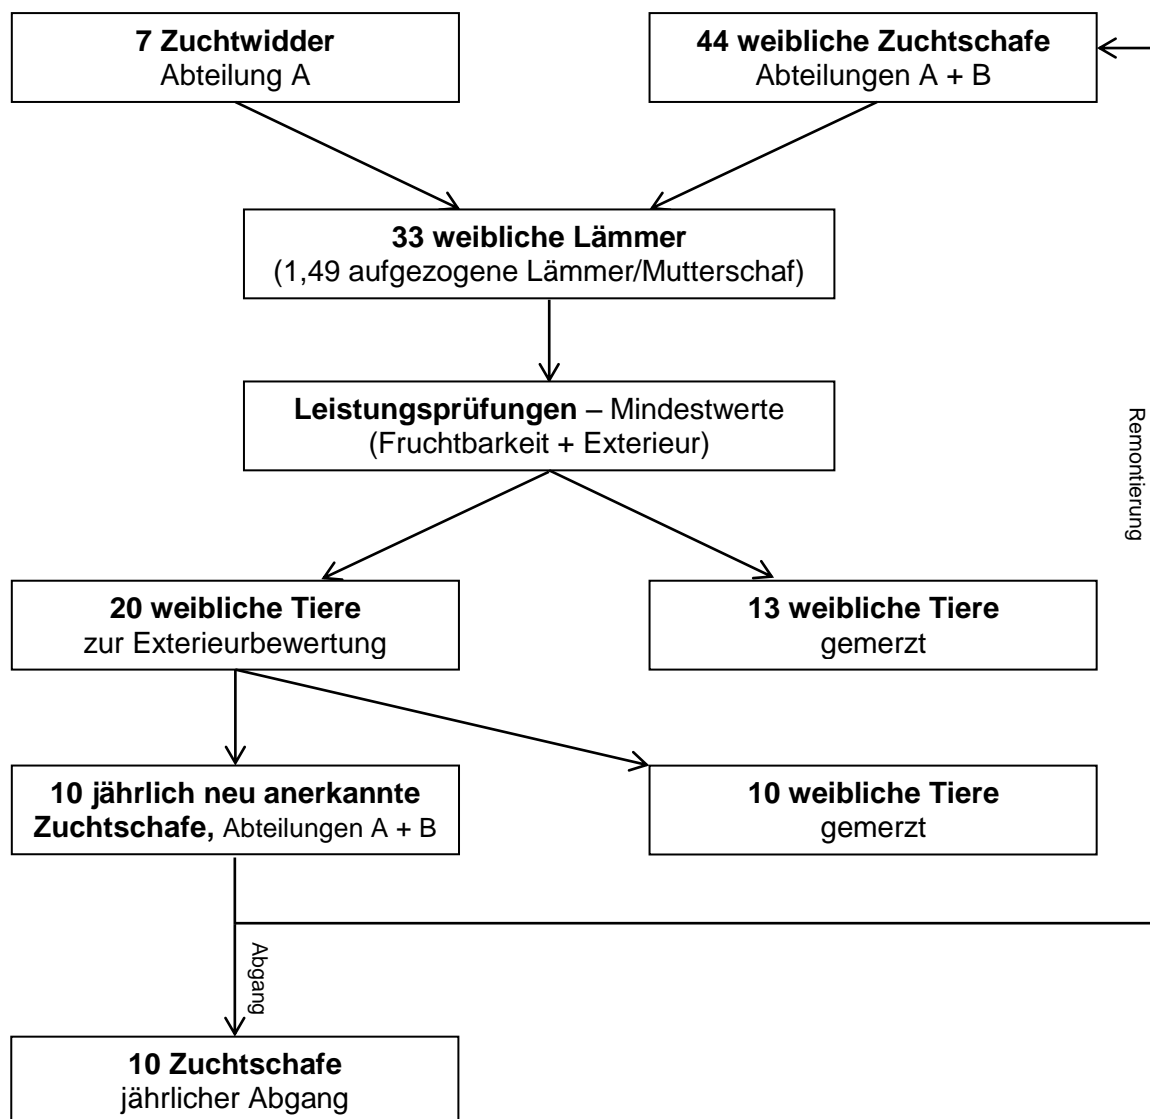 7 Zuchtwidder
Abteilung A
44 weibliche Zuchtschafe
Abteilungen A + B
33 weibliche Lämmer
(1,49 aufgezogene Lämmer/Mutterschaf)
Leistungsprüfungen – Mindestwerte
(Fruchtbarkeit + Exterieur)
Remontierung
20 weibliche Tiere
zur Exterieurbewertung
13 weibliche Tiere
gemerzt
10 jährlich neu anerkannte
Zuchtschafe, Abteilungen A + B
10 weibliche Tiere
gemerzt
Abgang
10 Zuchtschafe
jährlicher Abgang